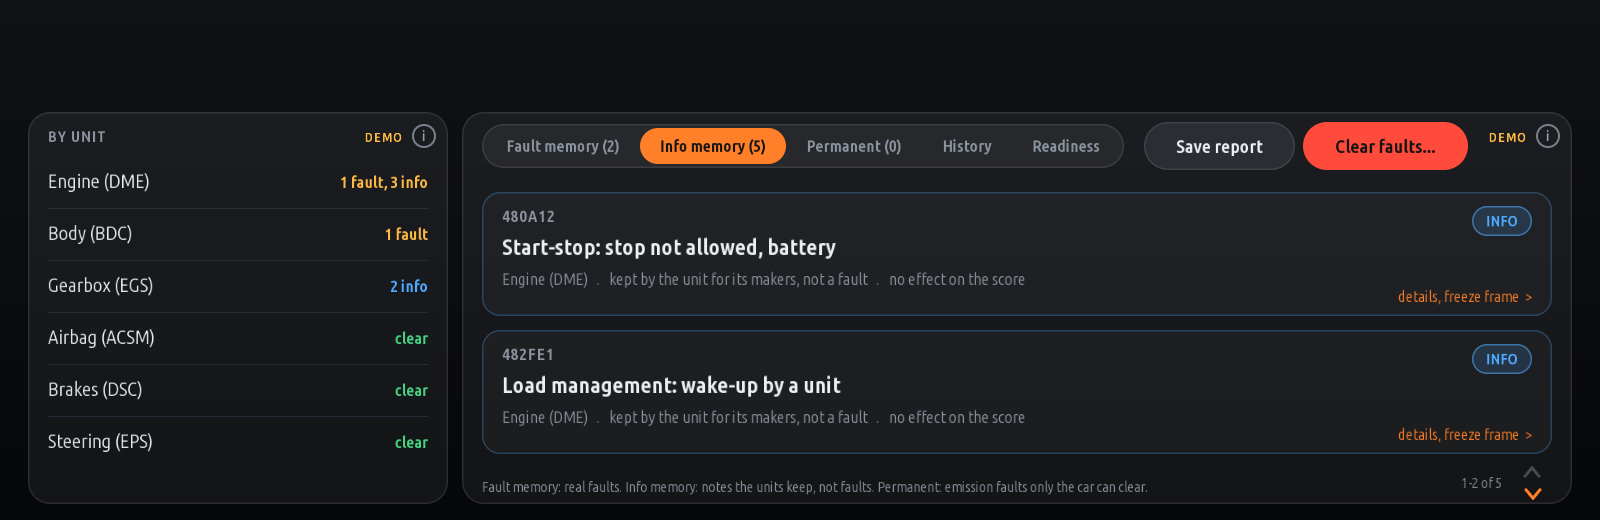 BY UNIT
DEMO i
Engine (DME) 1 fault, 3 info
Body (BDC) 1 fault
Gearbox (EGS) 2 info
Airbag (ACSM) clear
Brakes (DSC) clear
Steering (EPS) clear
Fault memory (2) Info memory (5) Permanent (0) History Readiness Save report Clear faults... DEMO i
480A12 INFO
Start-stop: stop not allowed, battery
Engine (DME) . kept by the unit for its makers, not a fault . no effect on the score
details, freeze frame >
482FE1 INFO
Load management: wake-up by a unit
Engine (DME) . kept by the unit for its makers, not a fault . no effect on the score
details, freeze frame >
Fault memory: real faults. Info memory: notes the units keep, not faults. Permanent: emission faults only the car can clear. 1-2 of 5